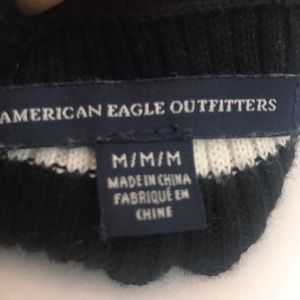 AMERICAN EAGLE OUTFITTERS
M/M/M
MADE IN CHINA
FABRIQUÉ EN
CHINE